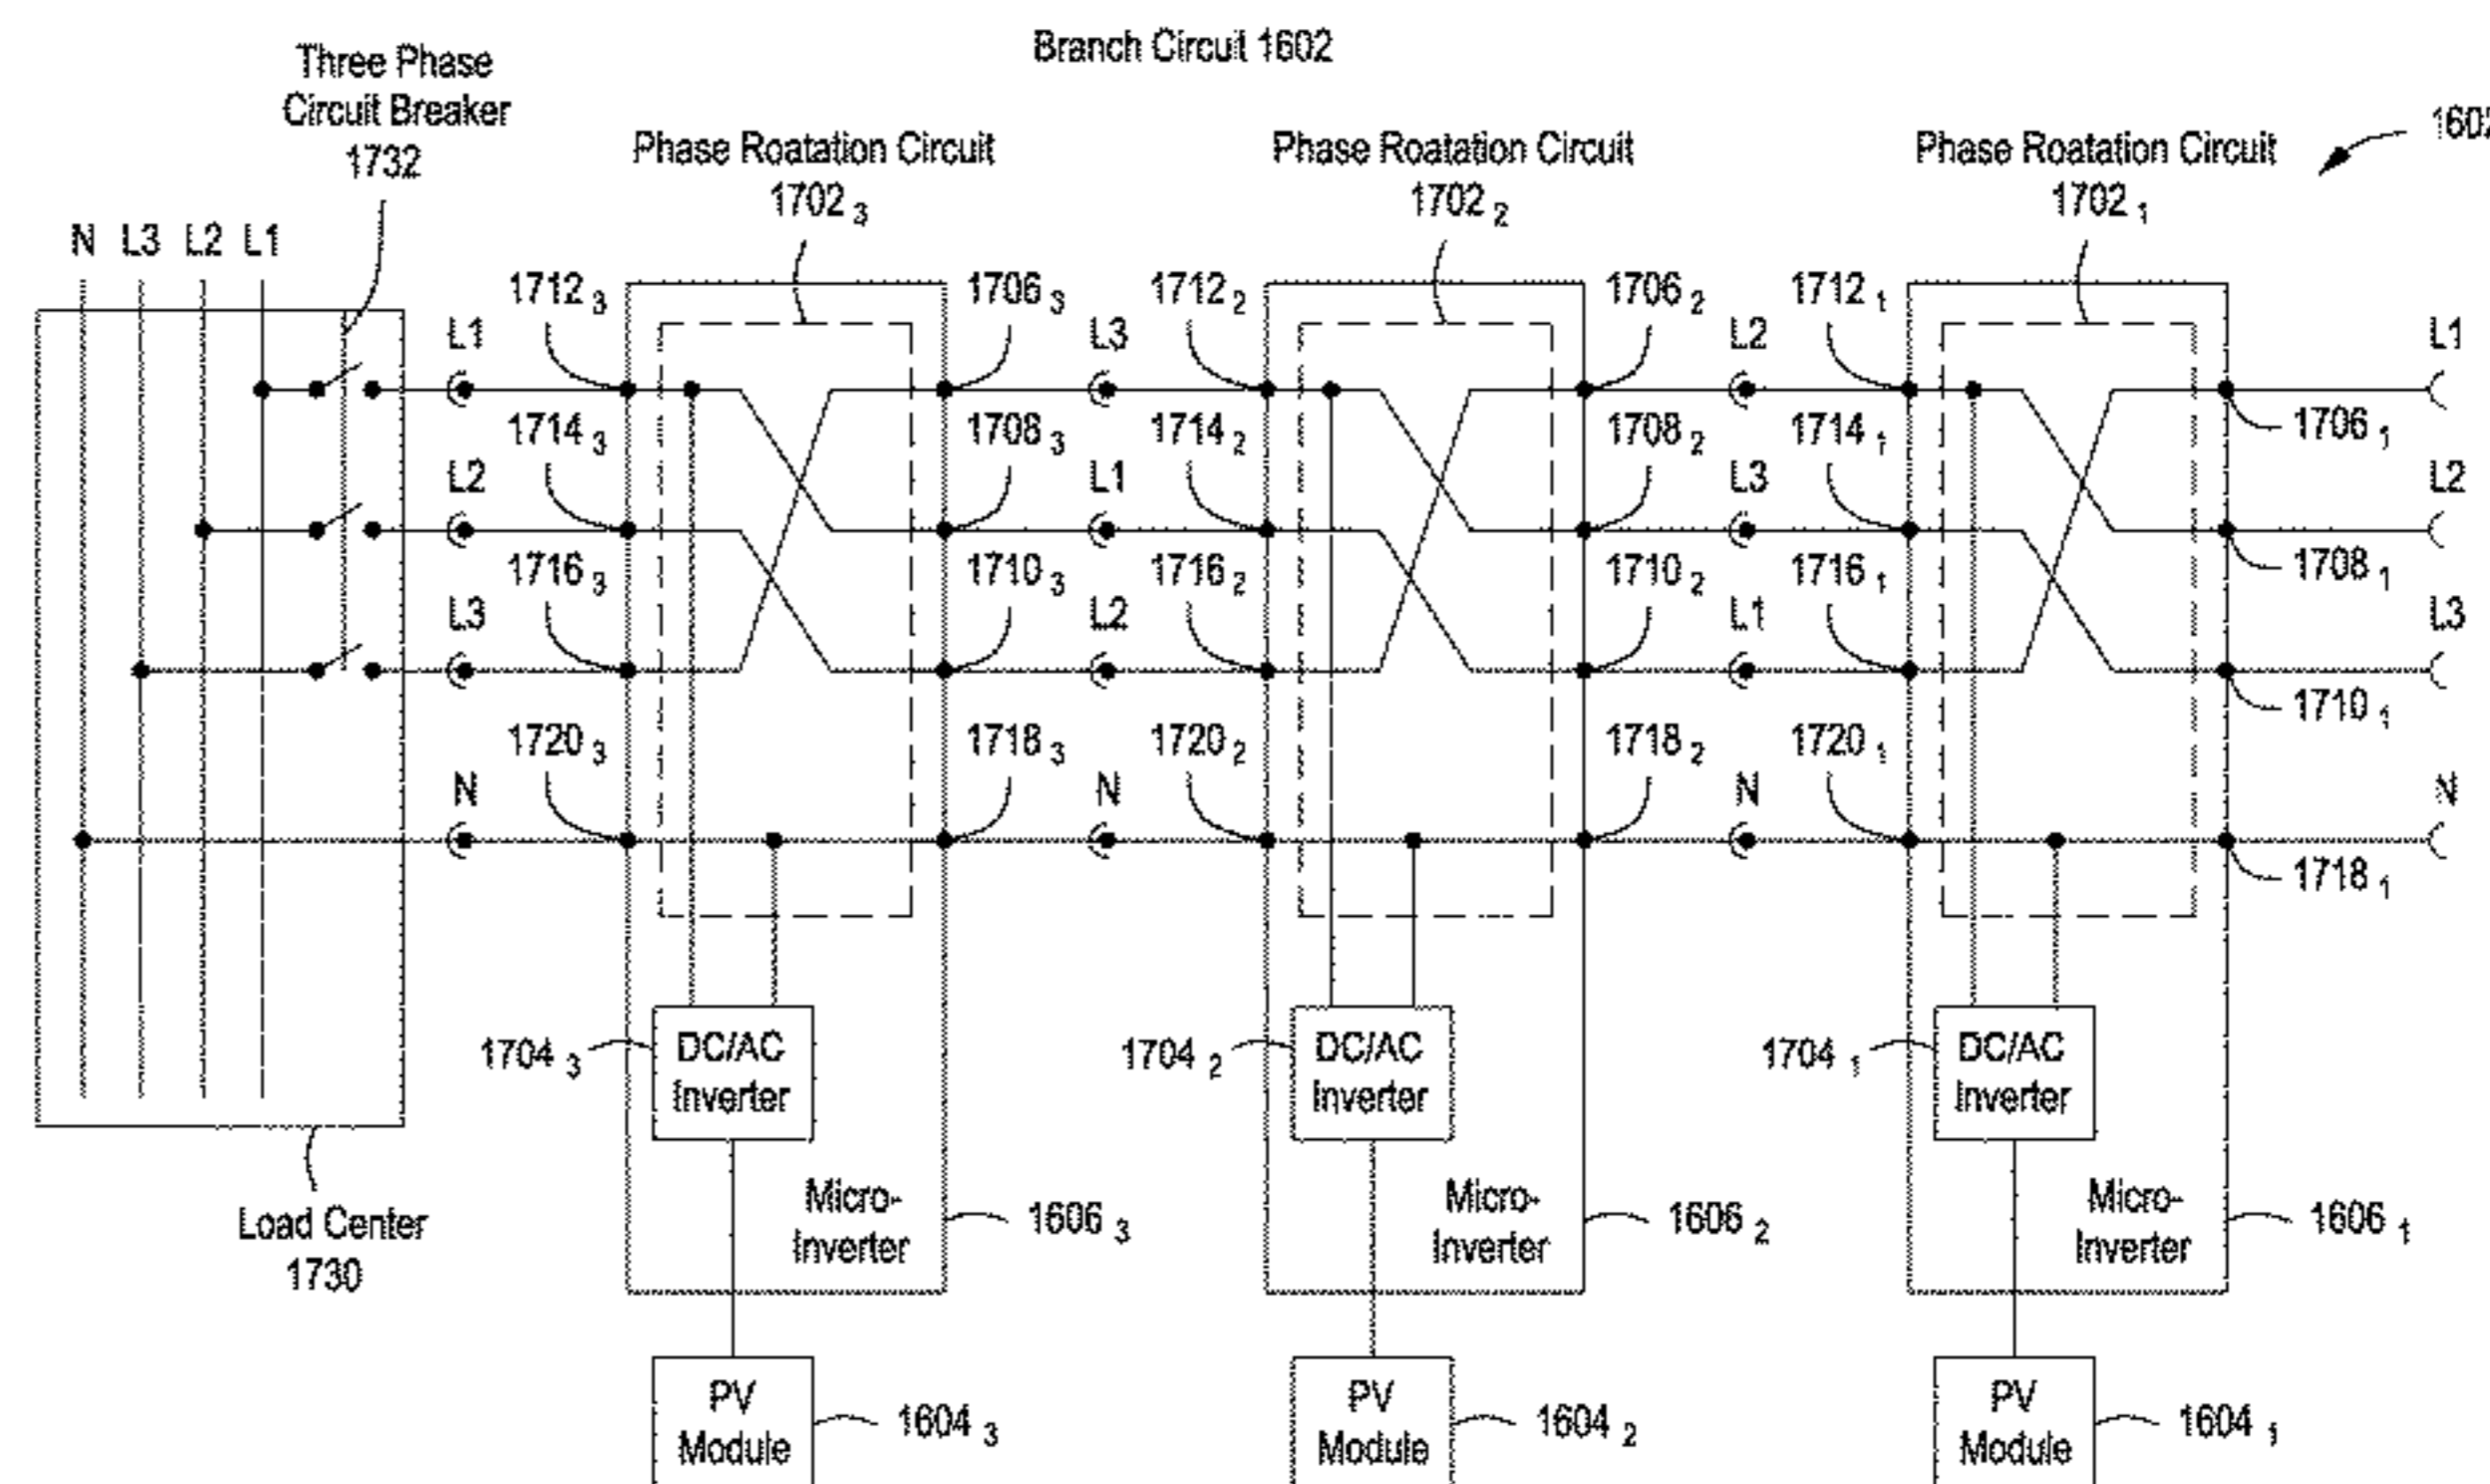 Branch Circuit 1602
Three Phase
Circuit Breaker
1732
Phase Roatation Circuit
1702 3
Phase Roatation Circuit
1702 2
Phase Roatation Circuit
1702 1
1602
N L3 L2 L1
1712 3
1706 3
1712 2
1706 2
1712 1
L1
L3
L2
L1
1706 1
1714 3
1708 3
1714 2
1708 2
1714 1
L2
L1
L3
L2
1708 1
1716 3
1710 3
1716 2
1710 2
1716 1
L3
L2
L1
L3
1710 1
1720 3
1718 3
1720 2
1718 2
1720 1
N
N
N
N
1718 1
1704 3
DC/AC
Inverter
1704 2
DC/AC
Inverter
1704 1
DC/AC
Inverter
Load Center
1730
Micro-
Inverter
1606 3
Micro-
Inverter
1606 2
Micro-
Inverter
1606 1
PV
Module
1604 3
PV
Module
1604 2
PV
Module
1604 1